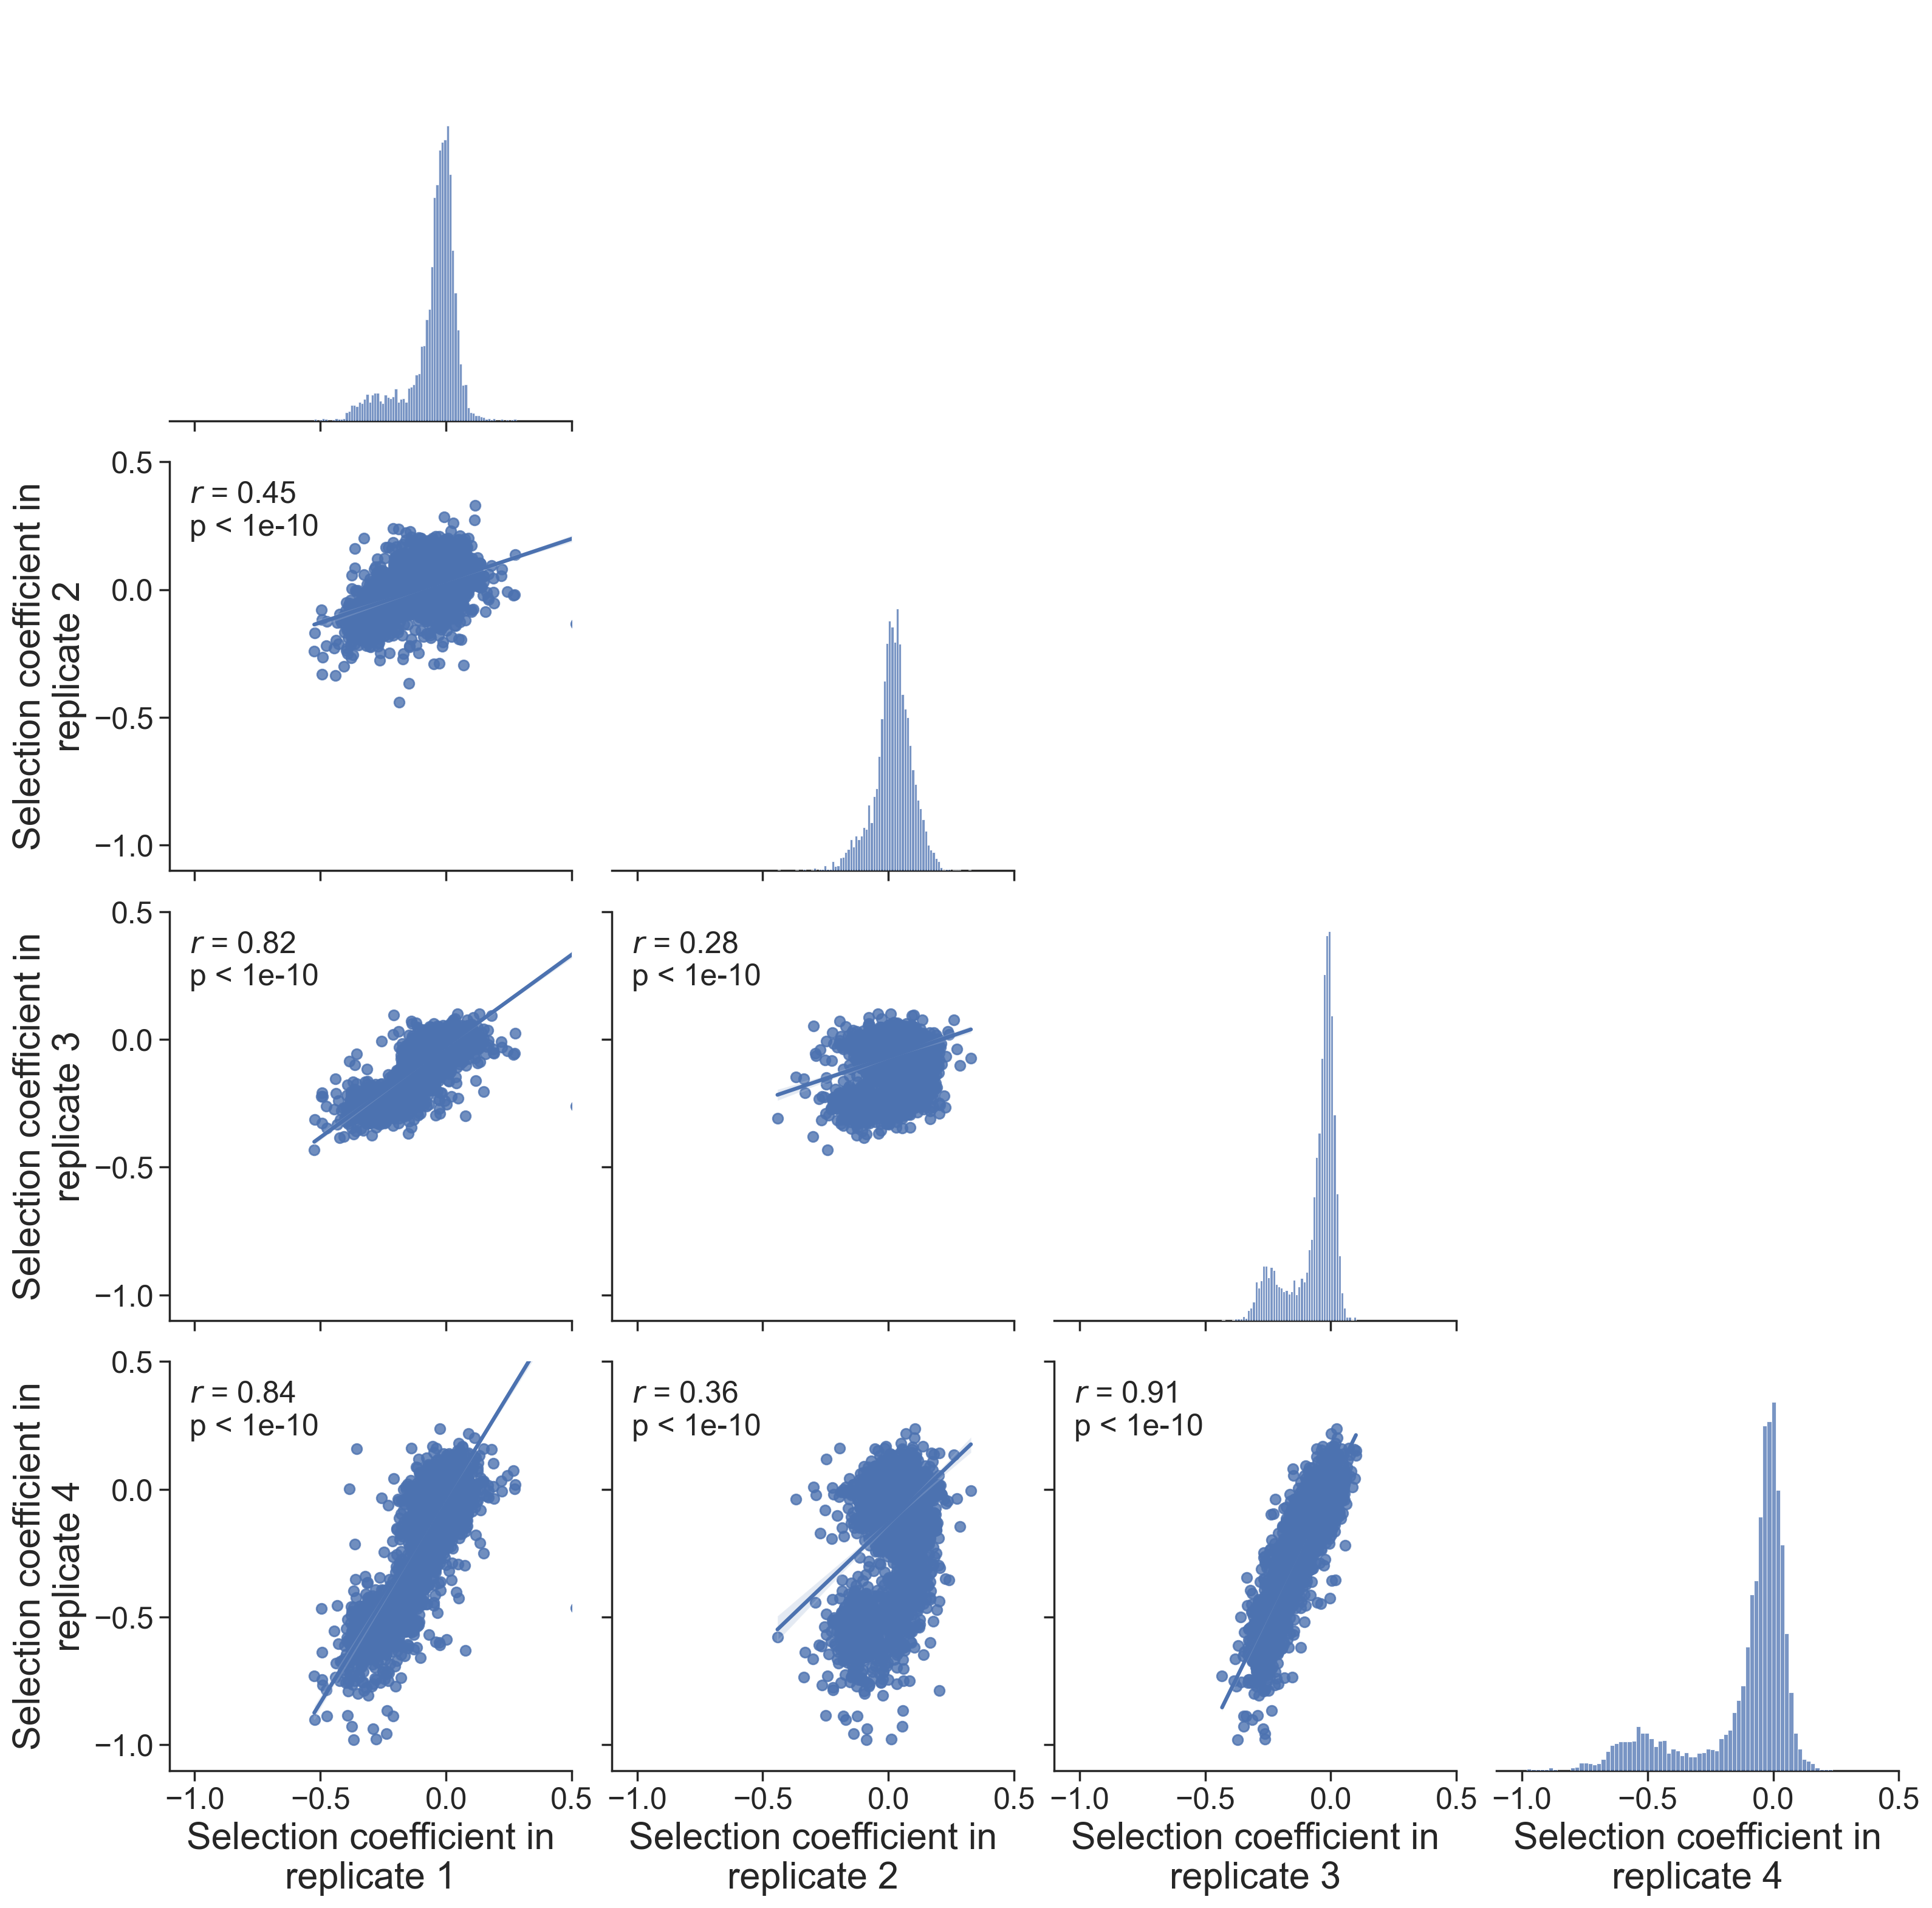 0.5
0.0
−0.5
−1.0
Selection coefficient in
replicate 2
r = 0.45
p < 1e-10
0.5
0.0
−0.5
−1.0
Selection coefficient in
replicate 3
r = 0.82
p < 1e-10
r = 0.28
p < 1e-10
0.5
0.0
−0.5
−1.0
Selection coefficient in
replicate 4
r = 0.84
p < 1e-10
r = 0.36
p < 1e-10
r = 0.91
p < 1e-10
−1.0 −0.5 0.0 0.5
Selection coefficient in
replicate 1
−1.0 −0.5 0.0 0.5
Selection coefficient in
replicate 2
−1.0 −0.5 0.0 0.5
Selection coefficient in
replicate 3
−1.0 −0.5 0.0 0.5
Selection coefficient in
replicate 4